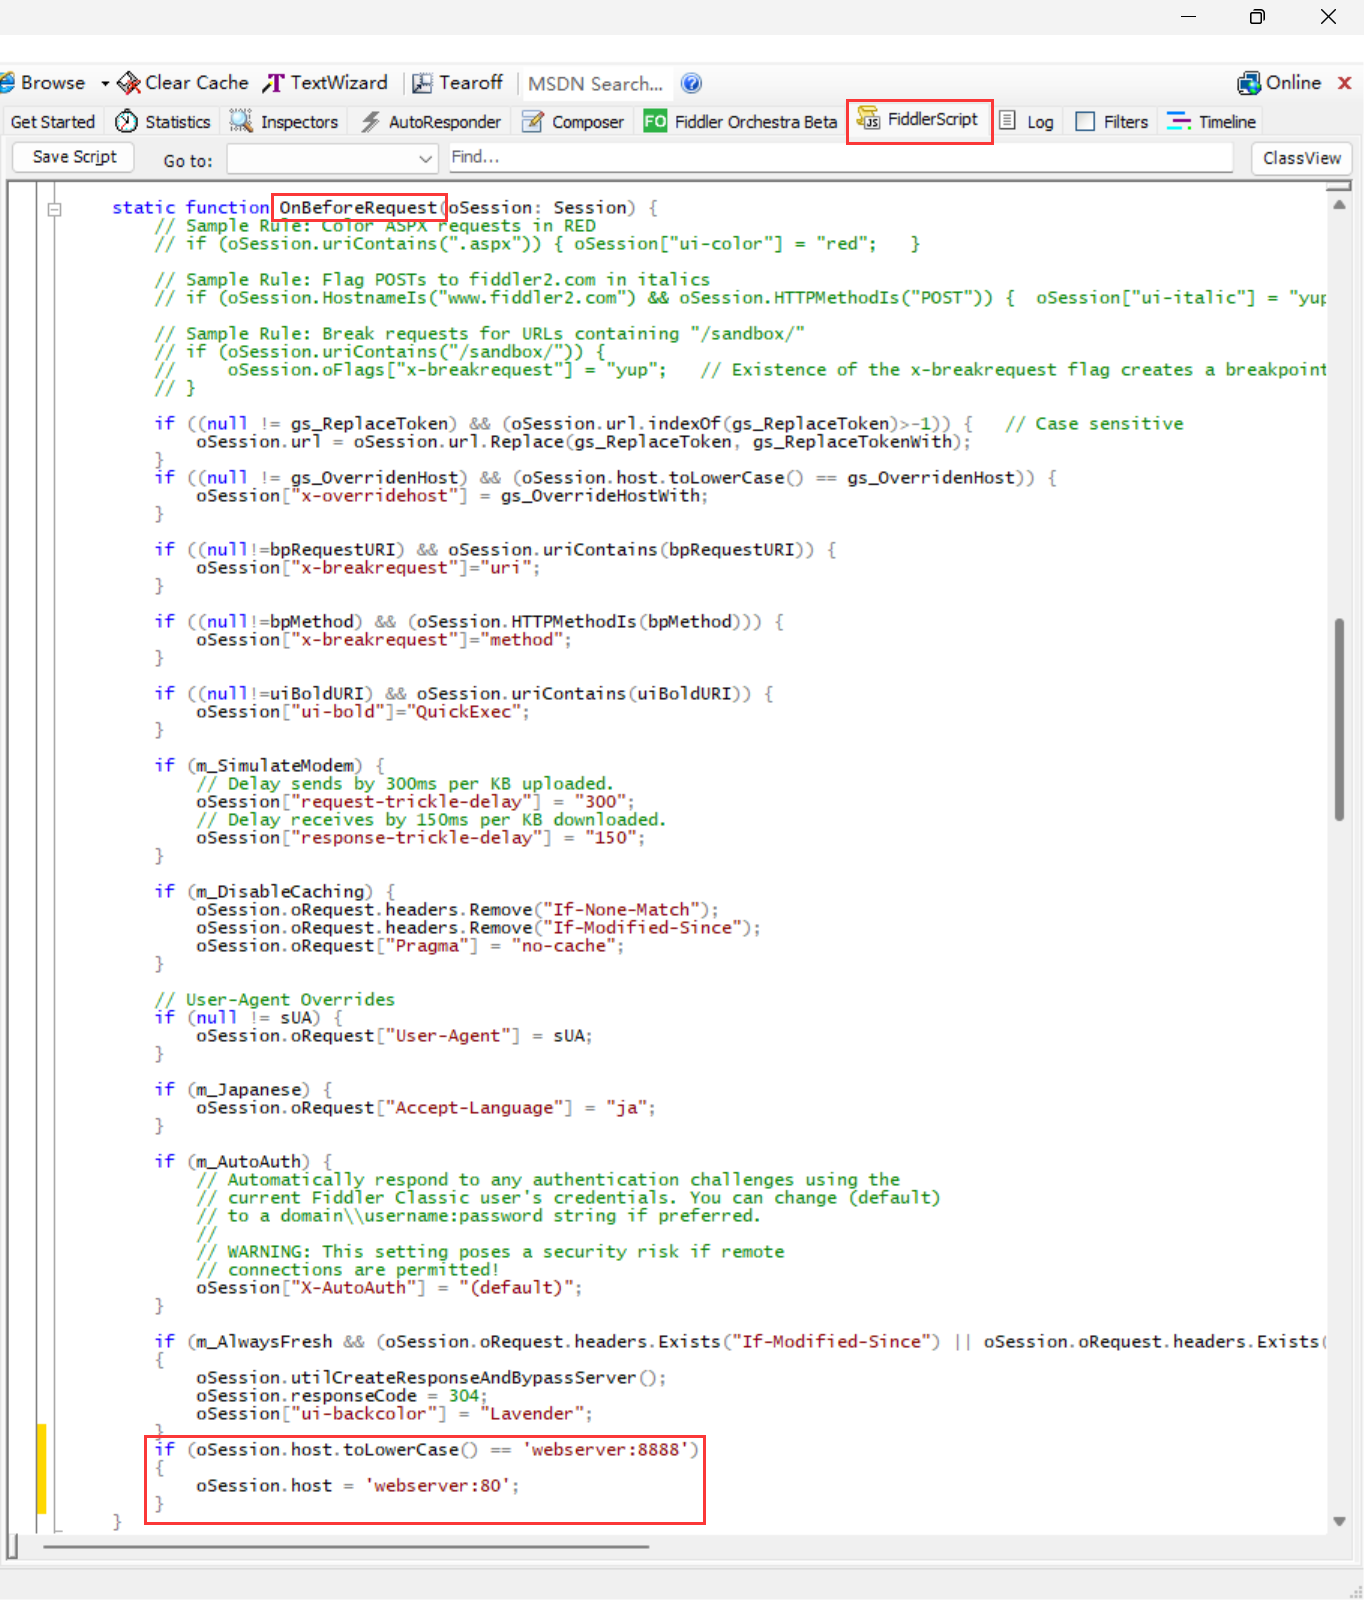 Browse Clear Cache TextWizard Tearoff MSDN Search... Online
Get Started Statistics Inspectors AutoResponder Composer FO Fiddler Orchestra Beta JS FiddlerScript Log Filters Timeline
Save Script Go to: Find... ClassView
static function OnBeforeRequest(oSession: Session) {
// Sample Rule: Color ASPX requests in RED
// if (oSession.uriContains(".aspx")) { oSession["ui-color"] = "red"; }
// Sample Rule: Flag POSTs to fiddler2.com in italics
// if (oSession.HostnameIs("www.fiddler2.com") && oSession.HTTPMethodIs("POST")) { oSession["ui-italic"] = "yup
// Sample Rule: Break requests for URLs containing "/sandbox/"
// if (oSession.uriContains("/sandbox/")) {
// oSession.oFlags["x-breakrequest"] = "yup"; // Existence of the x-breakrequest flag creates a breakpoint
// }
if ((null != gs_ReplaceToken) && (oSession.url.indexOf(gs_ReplaceToken)>-1)) { // Case sensitive
oSession.url = oSession.url.Replace(gs_ReplaceToken, gs_ReplaceTokenWith);
}
if ((null != gs_OverridenHost) && (oSession.host.toLowerCase() == gs_OverridenHost)) {
oSession["x-overridehost"] = gs_OverrideHostWith;
}
if ((null!=bpRequestURI) && oSession.uriContains(bpRequestURI)) {
oSession["x-breakrequest"]="uri";
}
if ((null!=bpMethod) && (oSession.HTTPMethodIs(bpMethod))) {
oSession["x-breakrequest"]="method";
}
if ((null!=uiBoldURI) && oSession.uriContains(uiBoldURI)) {
oSession["ui-bold"]="QuickExec";
}
if (m_SimulateModem) {
// Delay sends by 300ms per KB uploaded.
oSession["request-trickle-delay"] = "300";
// Delay receives by 150ms per KB downloaded.
oSession["response-trickle-delay"] = "150";
}
if (m_DisableCaching) {
oSession.oRequest.headers.Remove("If-None-Match");
oSession.oRequest.headers.Remove("If-Modified-Since");
oSession.oRequest["Pragma"] = "no-cache";
}
// User-Agent Overrides
if (null != sUA) {
oSession.oRequest["User-Agent"] = sUA;
}
if (m_Japanese) {
oSession.oRequest["Accept-Language"] = "ja";
}
if (m_AutoAuth) {
// Automatically respond to any authentication challenges using the
// current Fiddler Classic user's credentials. You can change (default)
// to a domain\\username:password string if preferred.
//
// WARNING: This setting poses a security risk if remote
// connections are permitted!
oSession["X-AutoAuth"] = "(default)";
}
if (m_AlwaysFresh && (oSession.oRequest.headers.Exists("If-Modified-Since") || oSession.oRequest.headers.Exists(
{
oSession.utilCreateResponseAndBypassServer();
oSession.responseCode = 304;
oSession["ui-backcolor"] = "Lavender";
}
if (oSession.host.toLowerCase() == 'webserver:8888')
{
oSession.host = 'webserver:80';
}
}